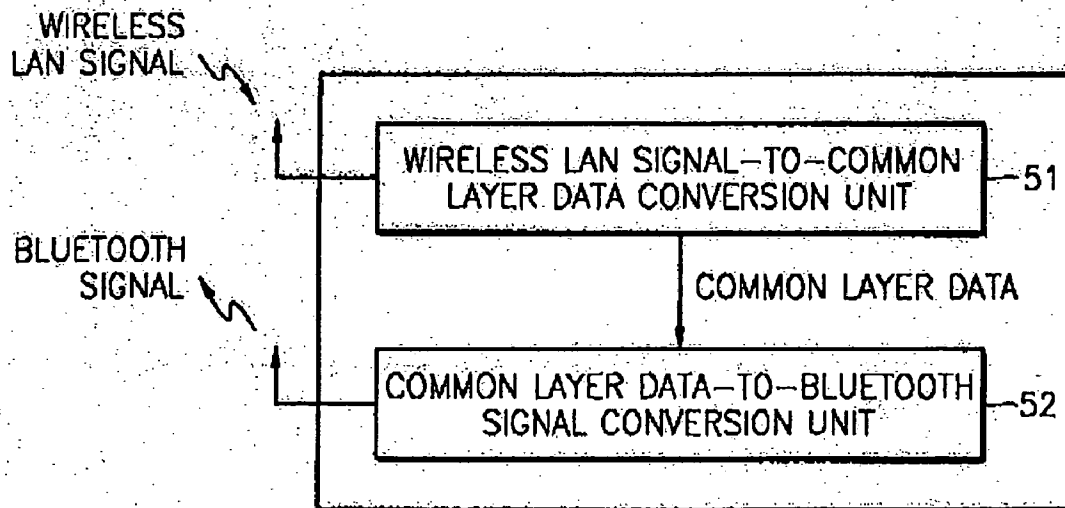 WIRELESS
LAN SIGNAL
WIRELESS LAN SIGNAL-TO-COMMON
LAYER DATA CONVERSION UNIT
51
BLUETOOTH
SIGNAL
COMMON LAYER DATA
COMMON LAYER DATA-TO-BLUETOOTH
SIGNAL CONVERSION UNIT
52